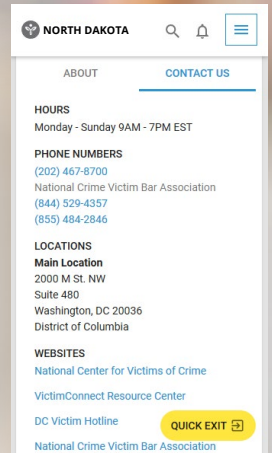 NORTH DAKOTA
ABOUT
CONTACT US
HOURS
Monday - Sunday 9AM - 7PM EST
PHONE NUMBERS
(202) 467-8700
National Crime Victim Bar Association
(844) 529-4357
(855) 484-2846
LOCATIONS
Main Location
2000 M St. NW
Suite 480
Washington, DC 20036
District of Columbia
WEBSITES
National Center for Victims of Crime
VictimConnect Resource Center
DC Victim Hotline
QUICK EXIT
National Crime Victim Bar Association